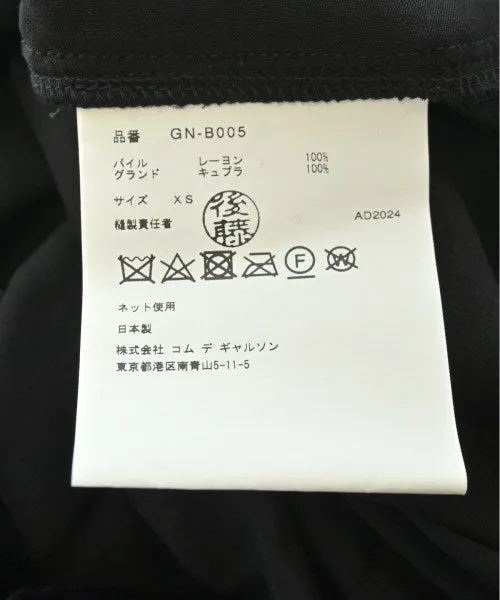 品番 GN-B005
パイル レーヨン 100%
グランド キュプラ 100%
サイズ XS
縫製責任者 後藤
AD2024
F W
ネット使用
日本製
株式会社 コム デ ギャルソン
東京都港区南青山5-11-5